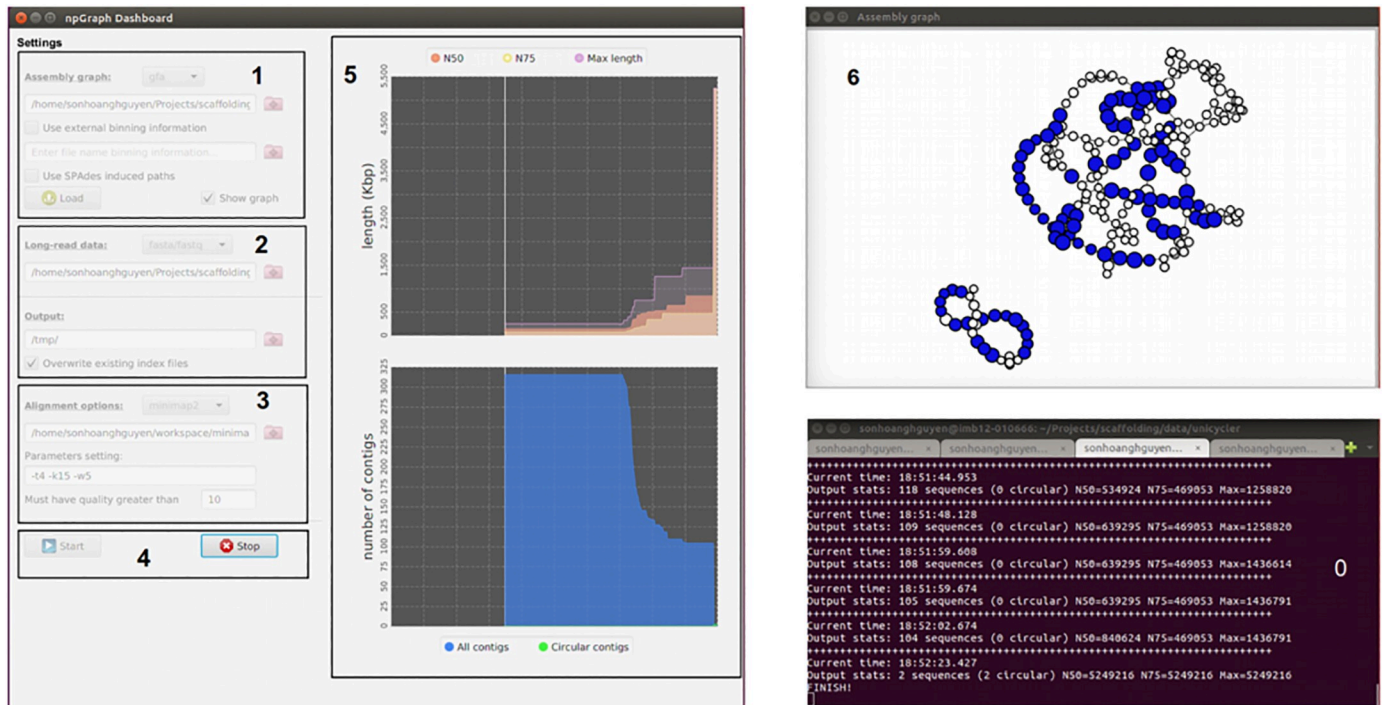 npGraph Dashboard
Settings
1
Assembly graph: gfa
/home/sonhoanghguyen/Projects/scaffolding
Use external binning information
Enter file name binning information...
Use SPAdes induced paths
Load Show graph
2
Long-read data: fasta/fastq
/home/sonhoanghguyen/Projects/scaffolding
Output:
/tmp/
Overwrite existing index files
3
Alignment options: minimap2
/home/sonhoanghguyen/workspace/minima
Parameters setting:
-t4 -k15 -w5
Must have quality greater than 10
Start Stop
4
5
N50 N75 Max length
length (Kbp)
5,500
4,500
3,500
2,500
1,500
500
0
number of contigs
325
300
275
250
225
200
175
150
125
100
75
50
25
0
All contigs Circular contigs
Assembly graph
6
sonhoanghguyen@imb12-010666: ~/Projects/scaffolding/data/unicycler
sonhoanghguyen... × sonhoanghguyen... × sonhoanghguyen... × sonhoanghguyen... ×
Current time: 18:51:44.953
Output stats: 118 sequences (0 circular) N50=534924 N75=469053 Max=1258820
Current time: 18:51:48.128
Output stats: 109 sequences (0 circular) N50=639295 N75=469053 Max=1258820
Current time: 18:51:59.608
Output stats: 108 sequences (0 circular) N50=639295 N75=469053 Max=1436614
Current time: 18:51:59.674
Output stats: 105 sequences (0 circular) N50=639295 N75=469053 Max=1436791
Current time: 18:52:02.674
Output stats: 104 sequences (0 circular) N50=840624 N75=469053 Max=1436791
Current time: 18:52:23.427
Output stats: 2 sequences (2 circular) N50=5249216 N75=5249216 Max=5249216
FINISH!
0